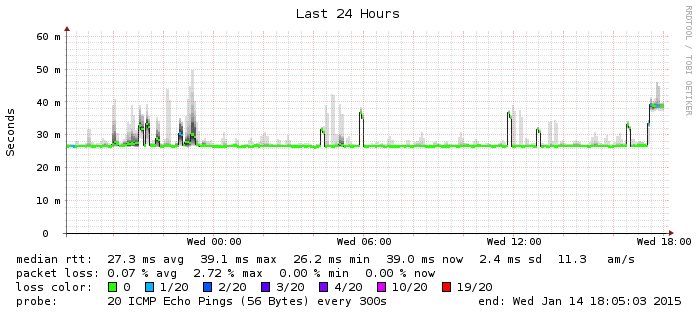 Last 24 Hours
RRDTOOL / TOBI OETIKER
Seconds
60 m
50 m
40 m
30 m
20 m
10 m
0
Wed 00:00 Wed 06:00 Wed 12:00 Wed 18:00
median rtt: 27.3 ms avg 39.1 ms max 26.2 ms min 39.0 ms now 2.4 ms sd 11.3 am/s
packet loss: 0.07 % avg 2.72 % max 0.00 % min 0.00 % now
loss color: 0 1/20 2/20 3/20 4/20 10/20 19/20
probe: 20 ICMP Echo Pings (56 Bytes) every 300s end: Wed Jan 14 18:05:03 2015